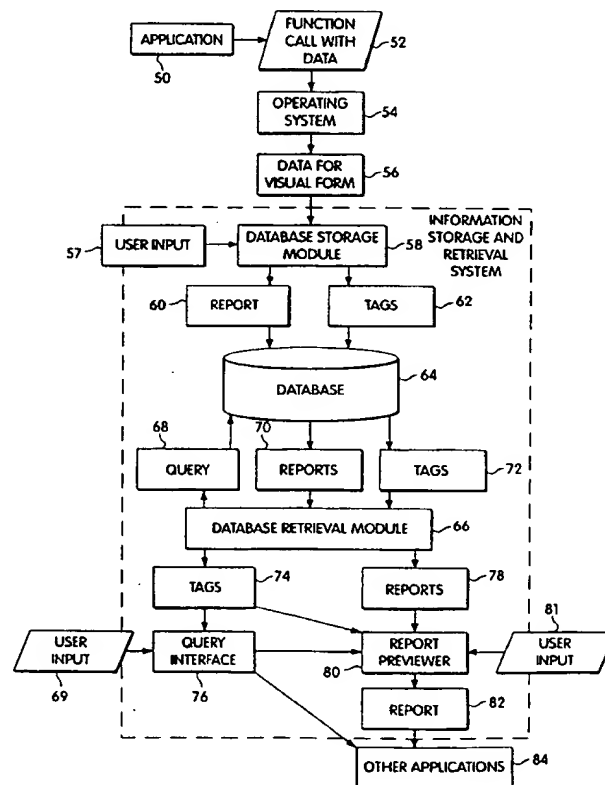 APPLICATION
50
FUNCTION
CALL WITH
DATA
52
OPERATING
SYSTEM
54
DATA FOR
VISUAL FORM
56
INFORMATION
STORAGE AND
RETRIEVAL
SYSTEM
57
USER INPUT
DATABASE STORAGE
MODULE
58
60
REPORT
TAGS
62
DATABASE
64
68
QUERY
70
REPORTS
TAGS
72
DATABASE RETRIEVAL MODULE
66
TAGS
74
REPORTS
78
81
USER
INPUT
69
QUERY
INTERFACE
76
REPORT
PREVIEWER
80
USER
INPUT
REPORT
82
OTHER APPLICATIONS
84